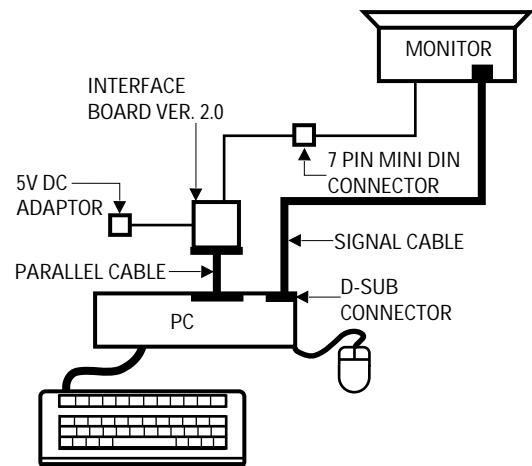 MONITOR
INTERFACE
BOARD VER. 2.0
7 PIN MINI DIN
CONNECTOR
5V DC
ADAPTOR
SIGNAL CABLE
PARALLEL CABLE
D-SUB
CONNECTOR
PC